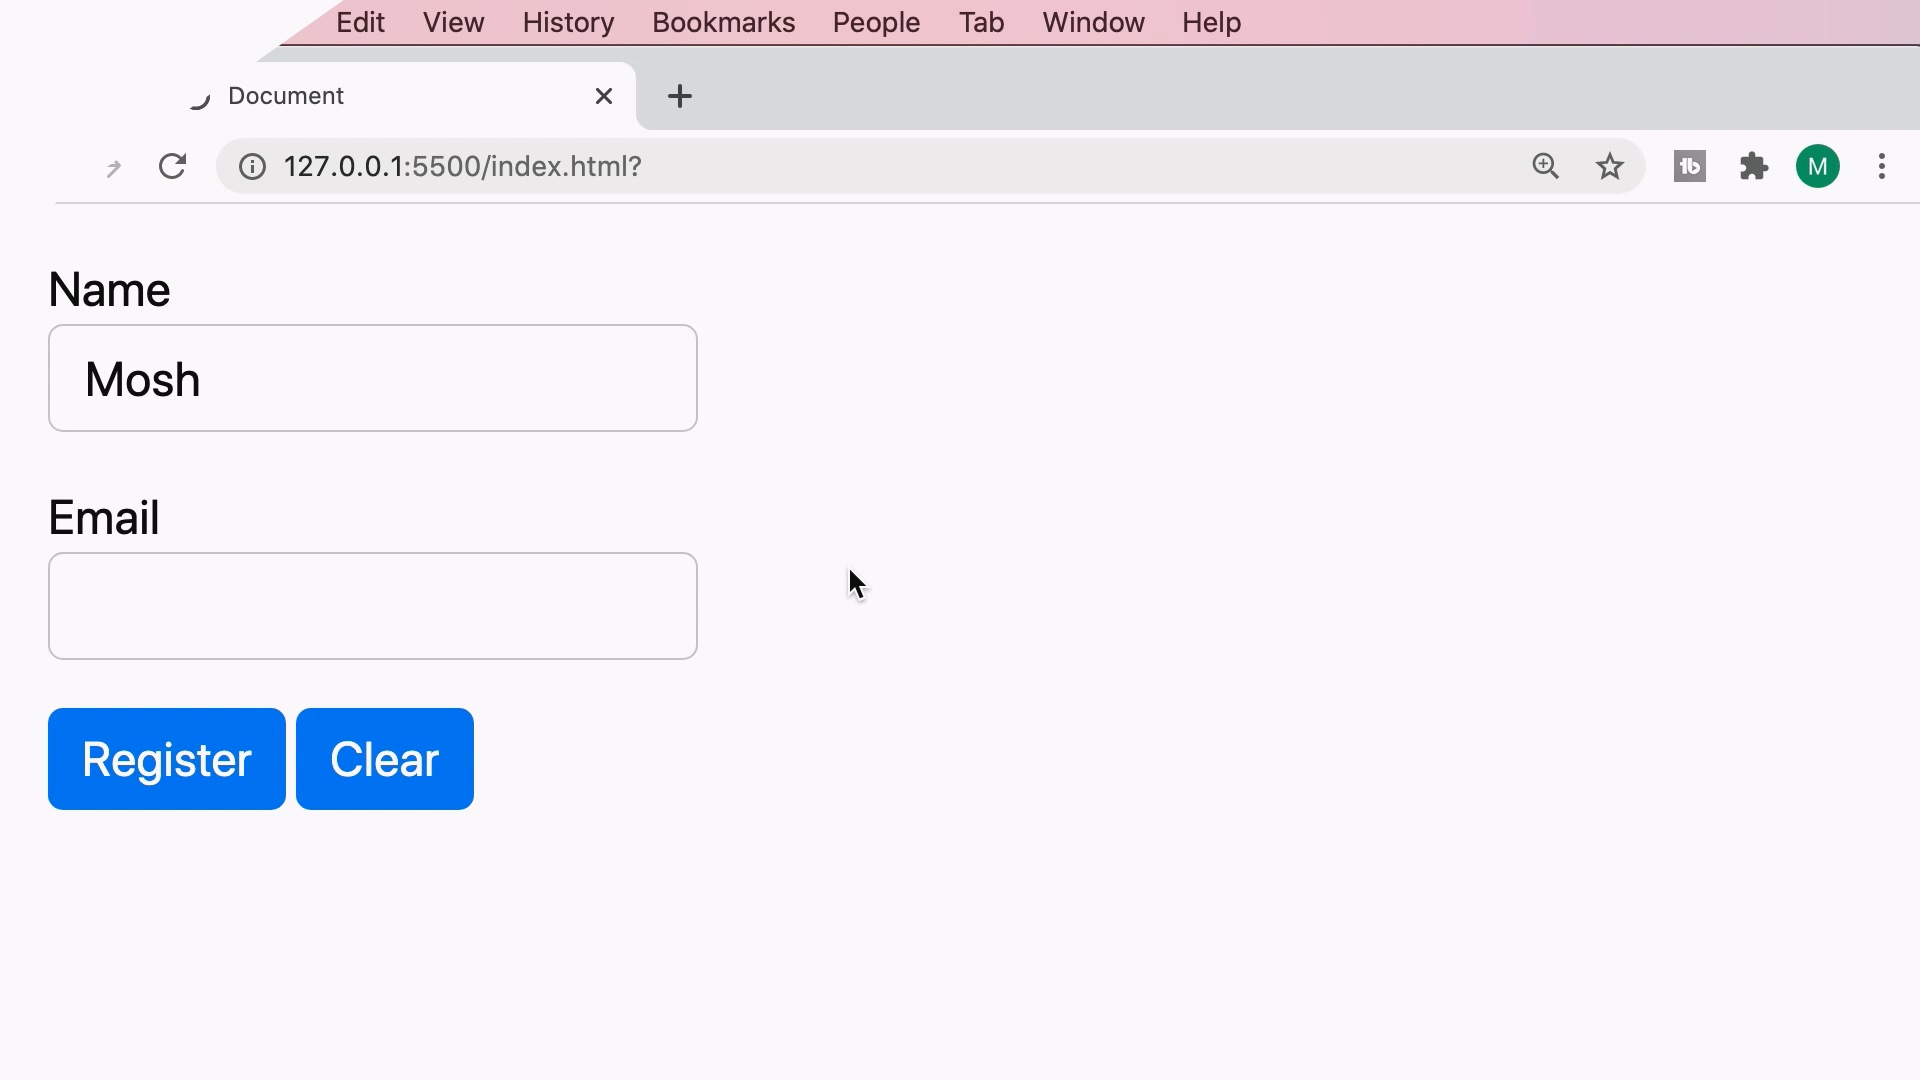 Edit View History Bookmarks People Tab Window Help
Document
127.0.0.1:5500/index.html?
M
Name
Mosh
Email
Register Clear